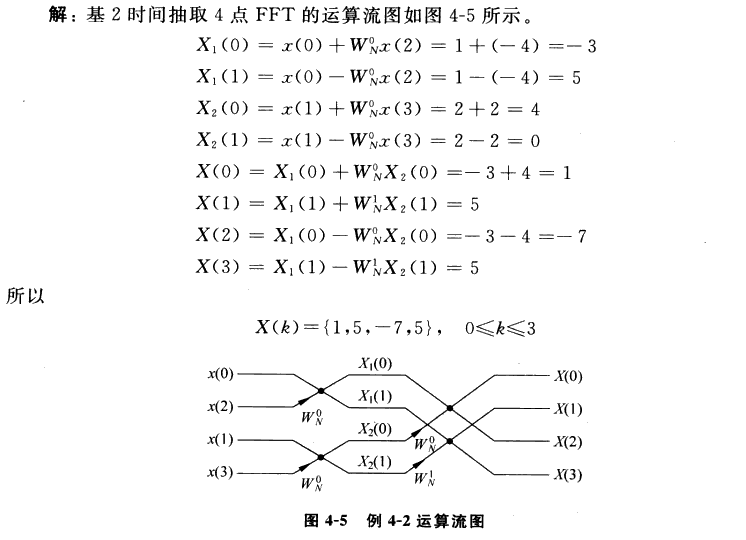 解：基 2 时间抽取 4 点 FFT 的运算流图如图 4-5 所示。
X₁(0) = x(0) + W⁰_N x(2) = 1 + (−4) = −3
X₁(1) = x(0) − W⁰_N x(2) = 1 − (−4) = 5
X₂(0) = x(1) + W⁰_N x(3) = 2 + 2 = 4
X₂(1) = x(1) − W⁰_N x(3) = 2 − 2 = 0
X(0) = X₁(0) + W⁰_N X₂(0) = −3 + 4 = 1
X(1) = X₁(1) + W¹_N X₂(1) = 5
X(2) = X₁(0) − W⁰_N X₂(0) = −3 − 4 = −7
X(3) = X₁(1) − W¹_N X₂(1) = 5
所以
X(k) = {1,5,−7,5}, 0⩽k⩽3
x(0) X₁(0) X(0)
x(2) W⁰_N X₁(1) X(1)
x(1) X₂(0) W⁰_N X(2)
x(3) W⁰_N X₂(1) W¹_N X(3)
图 4-5 例 4-2 运算流图